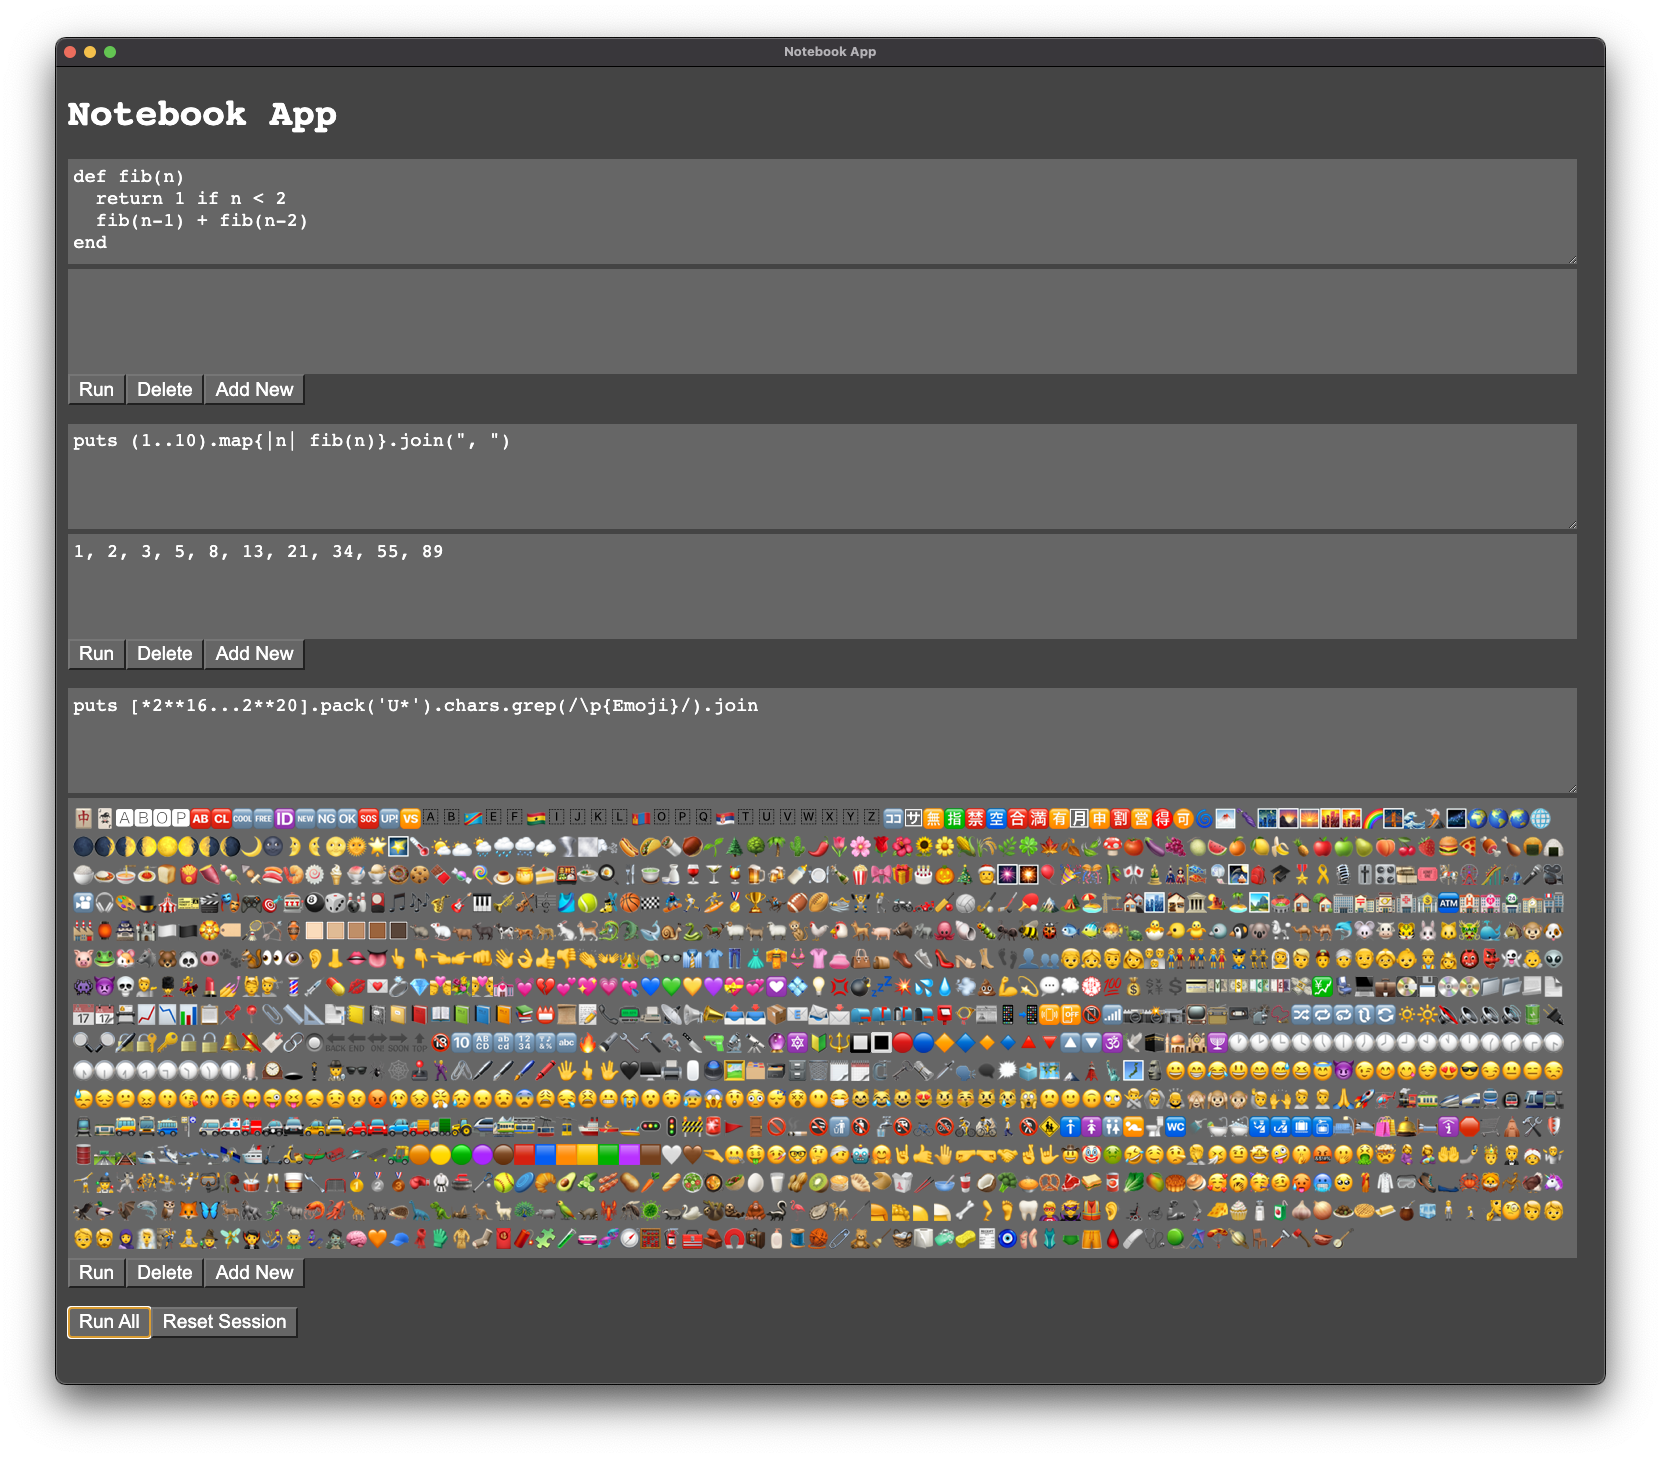 Notebook App
Notebook App
def fib(n)
  return 1 if n < 2
  fib(n-1) + fib(n-2)
end
Run Delete Add New
puts (1..10).map{|n| fib(n)}.join(", ")
1, 2, 3, 5, 8, 13, 21, 34, 55, 89
Run Delete Add New
puts [*2**16...2**20].pack('U*').chars.grep(/\p{Emoji}/).join
Run Delete Add New
Run All Reset Session